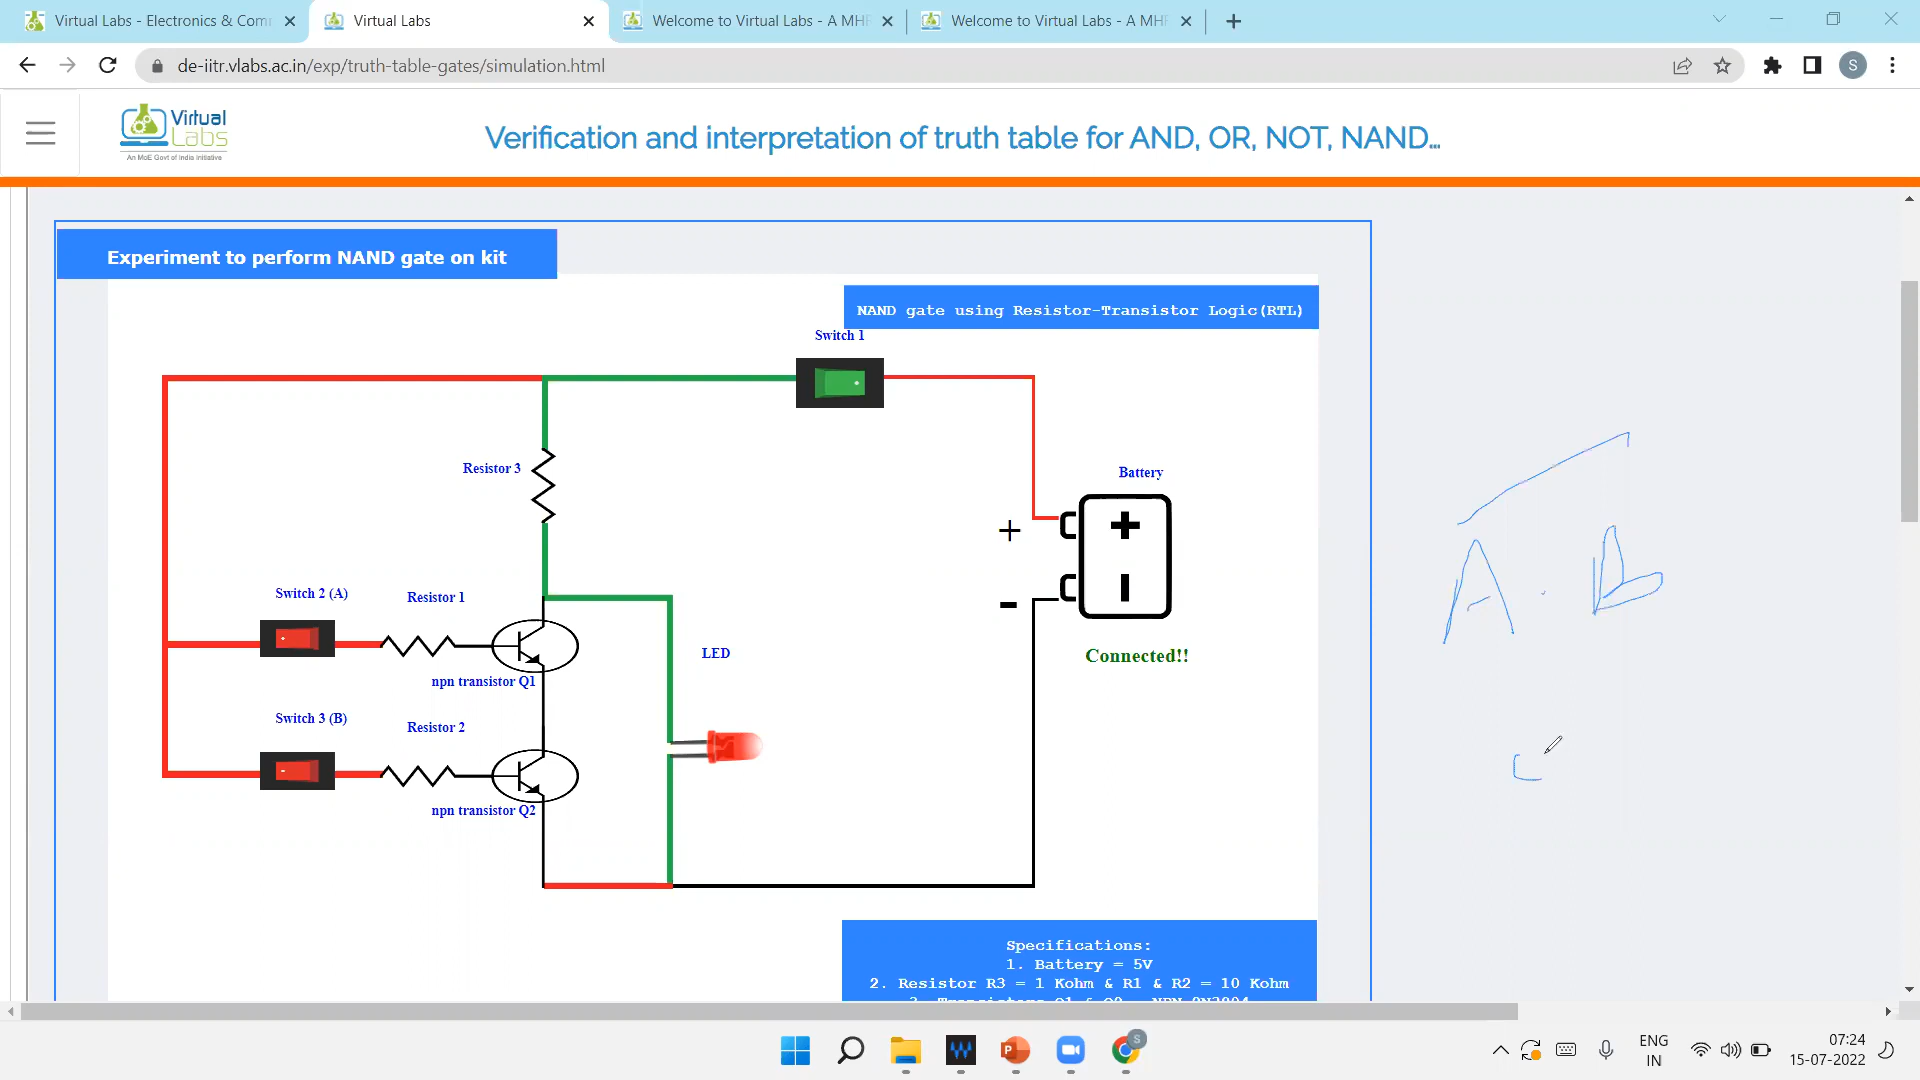 Virtual Labs - Electronics & Com
Virtual Labs
Welcome to Virtual Labs - A MHR
Welcome to Virtual Labs - A MHR
de-iitr.vlabs.ac.in/exp/truth-table-gates/simulation.html
S
Virtual
Labs
An MoE Govt of India Initiative
Verification and interpretation of truth table for AND, OR, NOT, NAND...
Experiment to perform NAND gate on kit
NAND gate using Resistor-Transistor Logic(RTL)
Switch 1
Resistor 3
Battery
+
+
-
Switch 2 (A)
Resistor 1
LED
Connected!!
npn transistor Q1
Switch 3 (B)
Resistor 2
npn transistor Q2
A . B
Specifications:
1. Battery = 5V
2. Resistor R3 = 1 Kohm & R1 & R2 = 10 Kohm
ENG
IN
07:24
15-07-2022